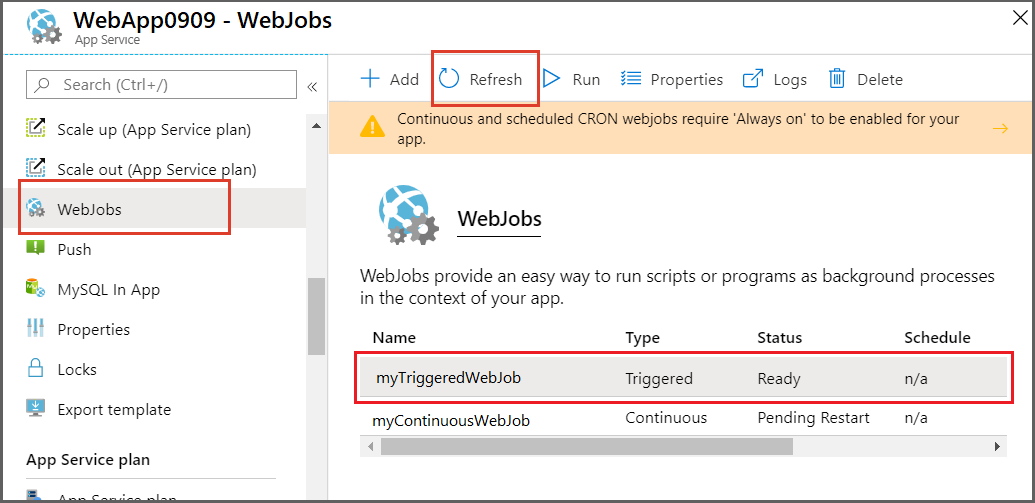 WebApp0909 - WebJobs
App Service
Search (Ctrl+/)
«
Scale up (App Service plan)
Scale out (App Service plan)
WebJobs
Push
MySQL In App
Properties
Locks
Export template
App Service plan
App Service plan
Add Refresh Run Properties Logs Delete
Continuous and scheduled CRON webjobs require 'Always on' to be enabled for your
app.
WebJobs
WebJobs provide an easy way to run scripts or programs as background processes
in the context of your app.
Name Type Status Schedule
myTriggeredWebJob Triggered Ready n/a
myContinuousWebJob Continuous Pending Restart n/a